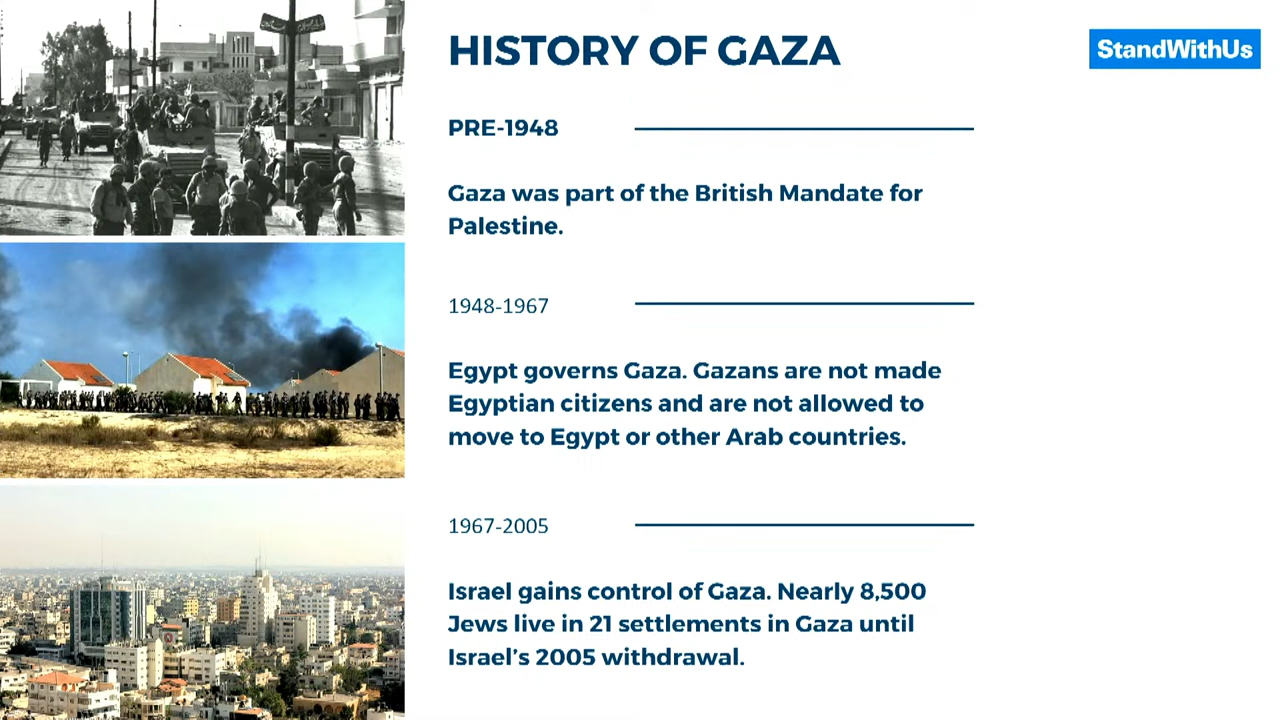 HISTORY OF GAZA
StandWithUs
PRE-1948
Gaza was part of the British Mandate for
Palestine.
1948-1967
Egypt governs Gaza. Gazans are not made
Egyptian citizens and are not allowed to
move to Egypt or other Arab countries.
1967-2005
Israel gains control of Gaza. Nearly 8,500
Jews live in 21 settlements in Gaza until
Israel's 2005 withdrawal.